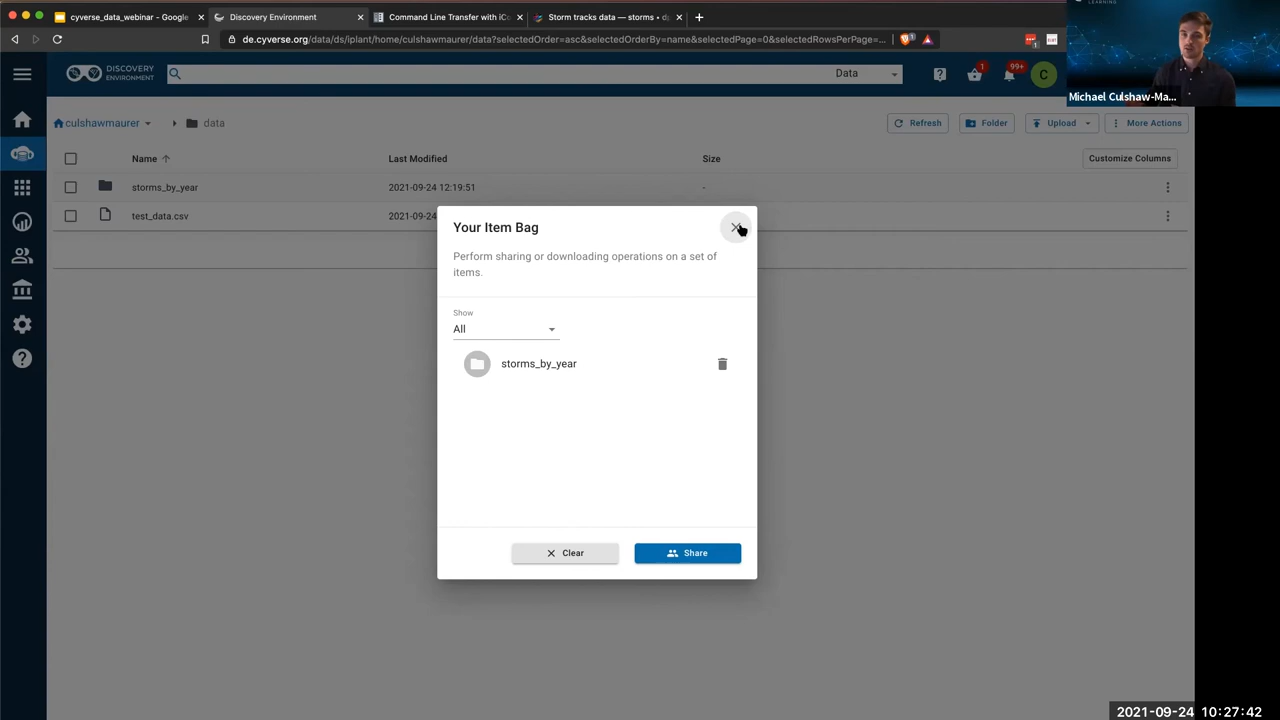 cyverse_data_webinar - Google
Discovery Environment
Command Line Transfer with iCo
Storm tracks data — storms • dp
de.cyverse.org/data/ds/iplant/home/culshawmaurer/data?selectedOrder=asc&selectedOrderBy=name&selectedPage=0&selectedRowsPerPage=...
LEARNING
DISCOVERY
ENVIRONMENT
Data
1
99+
C
Michael Culshaw-Ma...
culshawmaurer
data
Refresh
Folder
Upload
More Actions
Name
Last Modified
Size
Customize Columns
storms_by_year
2021-09-24 12:19:51
-
test_data.csv
2021-09-24
Your Item Bag
Perform sharing or downloading operations on a set of
items.
Show
All
storms_by_year
Clear
Share
2021-09-24 10:27:42